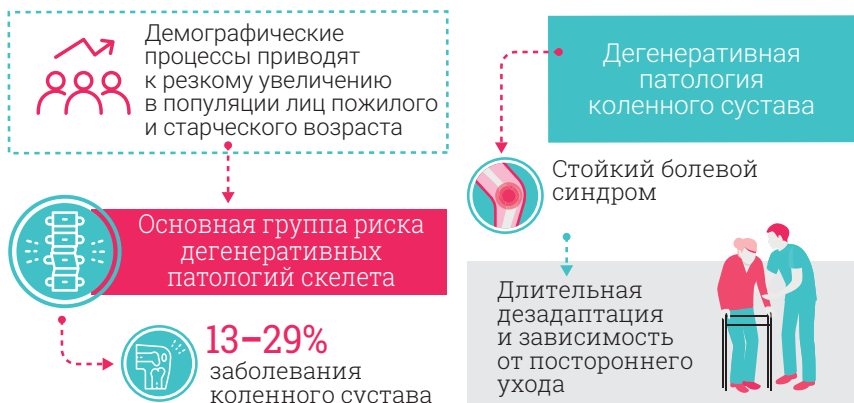 Демографические
процессы приводят
к резкому увеличению
в популяции лиц пожилого
и старческого возраста
Основная группа риска
дегенеративных
патологий скелета
13–29%
заболевания
коленного сустава
Дегенеративная
патология
коленного сустава
Стойкий болевой
синдром
Длительная
дезадаптация
и зависимость
от постороннего
ухода